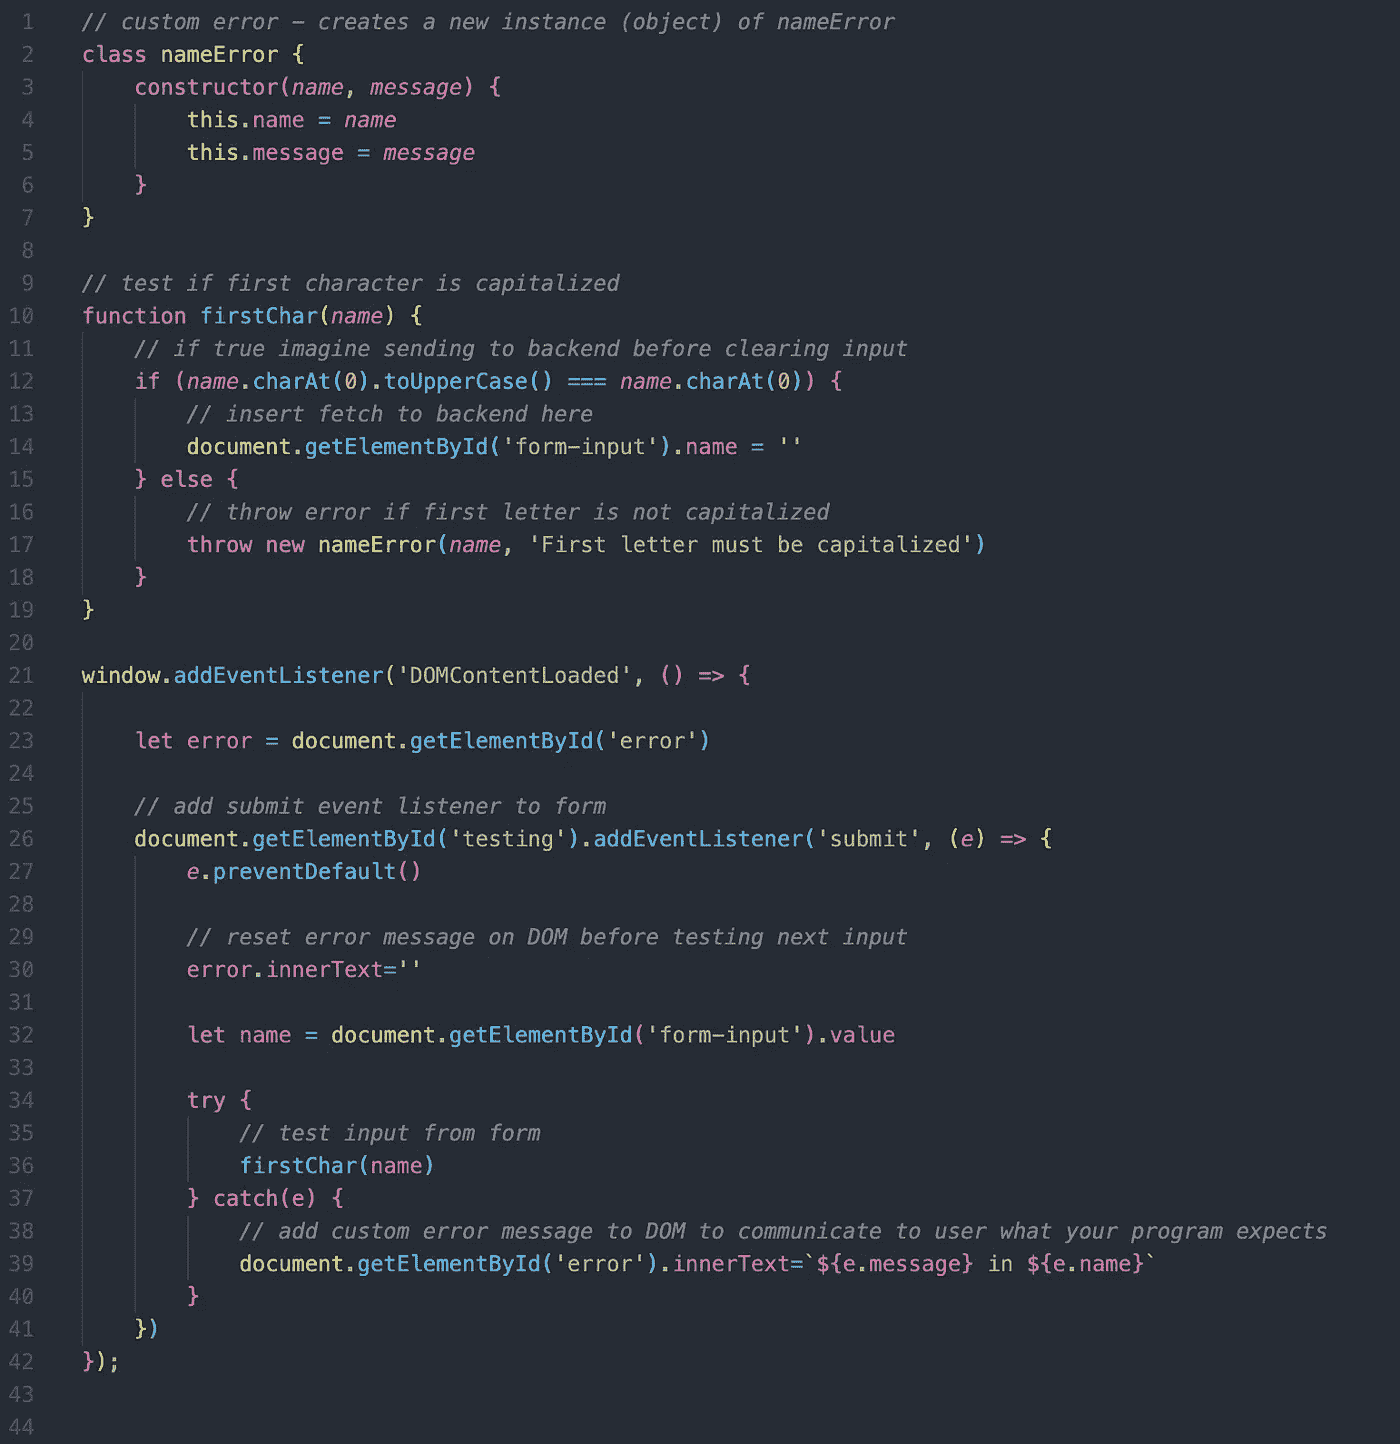 1 // custom error – creates a new instance (object) of nameError
2 class nameError {
3 constructor(name, message) {
4 this.name = name
5 this.message = message
6 }
7 }
8
9 // test if first character is capitalized
10 function firstChar(name) {
11 // if true imagine sending to backend before clearing input
12 if (name.charAt(0).toUpperCase() === name.charAt(0)) {
13 // insert fetch to backend here
14 document.getElementById('form-input').name = ''
15 } else {
16 // throw error if first letter is not capitalized
17 throw new nameError(name, 'First letter must be capitalized')
18 }
19 }
20
21 window.addEventListener('DOMContentLoaded', () => {
22
23 let error = document.getElementById('error')
24
25 // add submit event listener to form
26 document.getElementById('testing').addEventListener('submit', (e) => {
27 e.preventDefault()
28
29 // reset error message on DOM before testing next input
30 error.innerText=''
31
32 let name = document.getElementById('form-input').value
33
34 try {
35 // test input from form
36 firstChar(name)
37 } catch(e) {
38 // add custom error message to DOM to communicate to user what your program expects
39 document.getElementById('error').innerText=`${e.message} in ${e.name}`
40 }
41 })
42 });
43
44